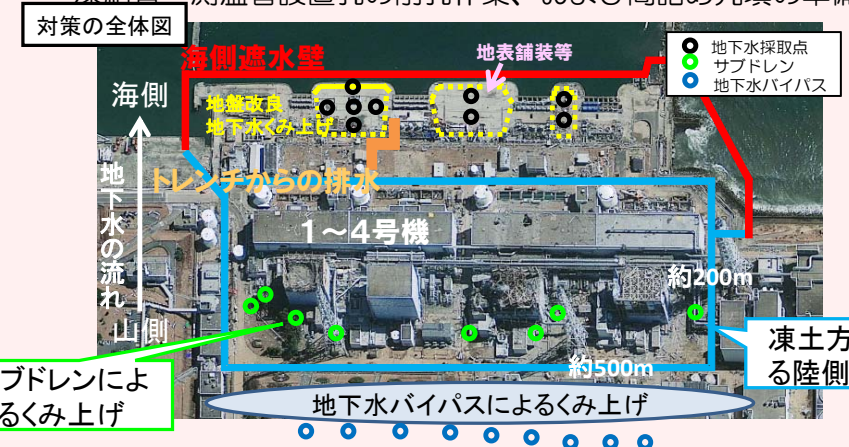 対策の全体図
海側遮水壁
地表舗装等
地下水採取点
サブドレン
地下水バイパス
海側
地盤改良
地下水くみ上げ
トレンチからの排水
地下水の流れ
1～4号機
約200m
山側
約500m
ブドレンによ
るくみ上げ
凍土方
る陸側
地下水バイパスによるくみ上げ